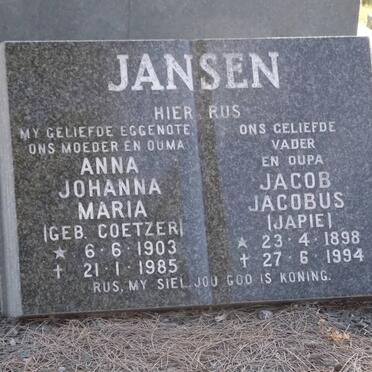 JANSEN
HIER RUS
MY GELIEFDE EGGENOTE
ONS MOEDER EN OUMA
ANNA
JOHANNA
MARIA
(GEB. COETZER)
★ 6·6·1903
✝ 21·1·1985
ONS GELIEFDE
VADER
EN OUPA
JACOB
JACOBUS
(JAPIE)
★ 23·4·1898
✝ 27·6·1994
RUS, MY SIEL, JOU GOD IS KONING.